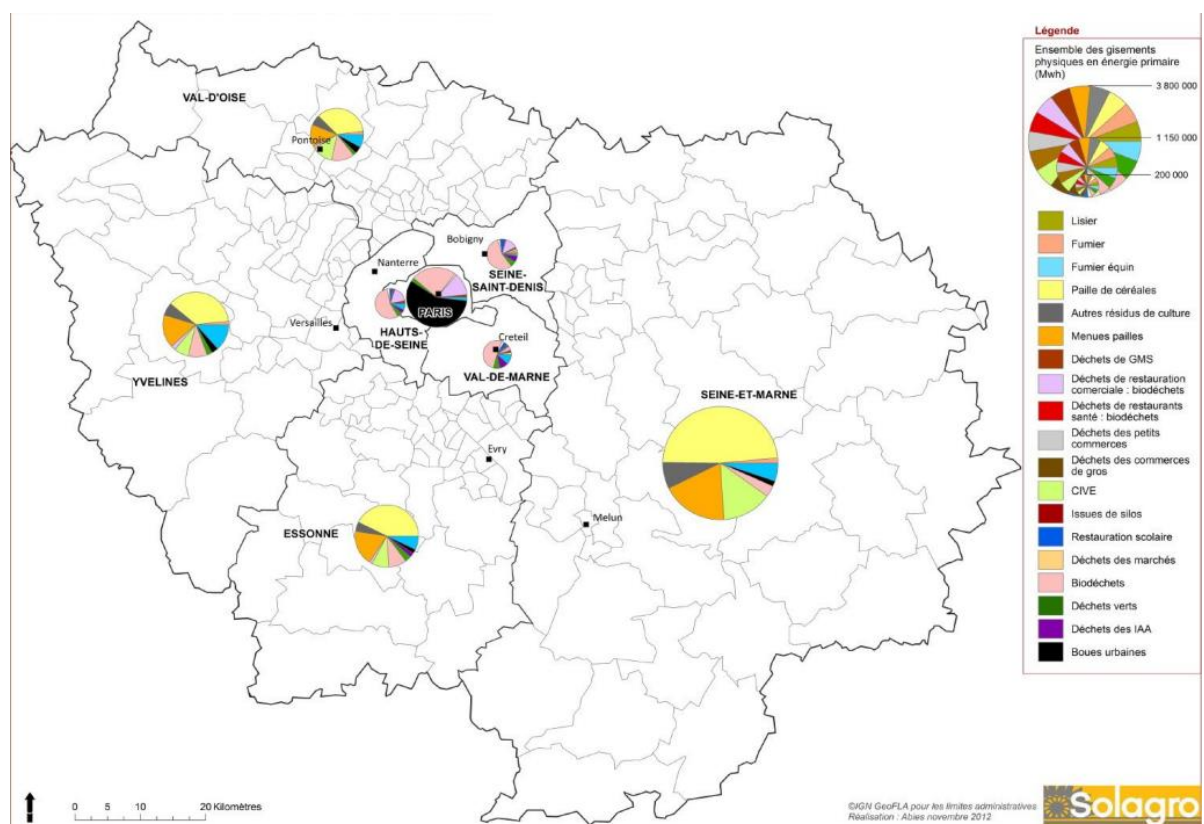 VAL-D'OISE
Pontoise
Bobigny
SEINE-
SAINT-DENIS
Nanterre
PARIS
HAUTS-
DE-SEINE
Versailles
Creteil
VAL-DE-MARNE
YVELINES
SEINE-ET-MARNE
Evry
ESSONNE
Melun
Légende
Ensemble des gisements
physiques en énergie primaire
(Mwh)
3 800 000
1 150 000
200 000
Lisier
Fumier
Fumier équin
Paille de céréales
Autres résidus de culture
Menues pailles
Déchets de GMS
Déchets de restauration
comerciale : biodéchets
Déchets de restaurants
santé : biodéchets
Déchets des petits
commerces
Déchets des commerces
de gros
CIVE
Issues de silos
Restauration scolaire
Déchets des marchés
Biodéchets
Déchets verts
Déchets des IAA
Boues urbaines
0 5 10 20 Kilomètres
©IGN GeoFLA pour les limites administratives
Réalisation : Abies novembre 2012
Solagro